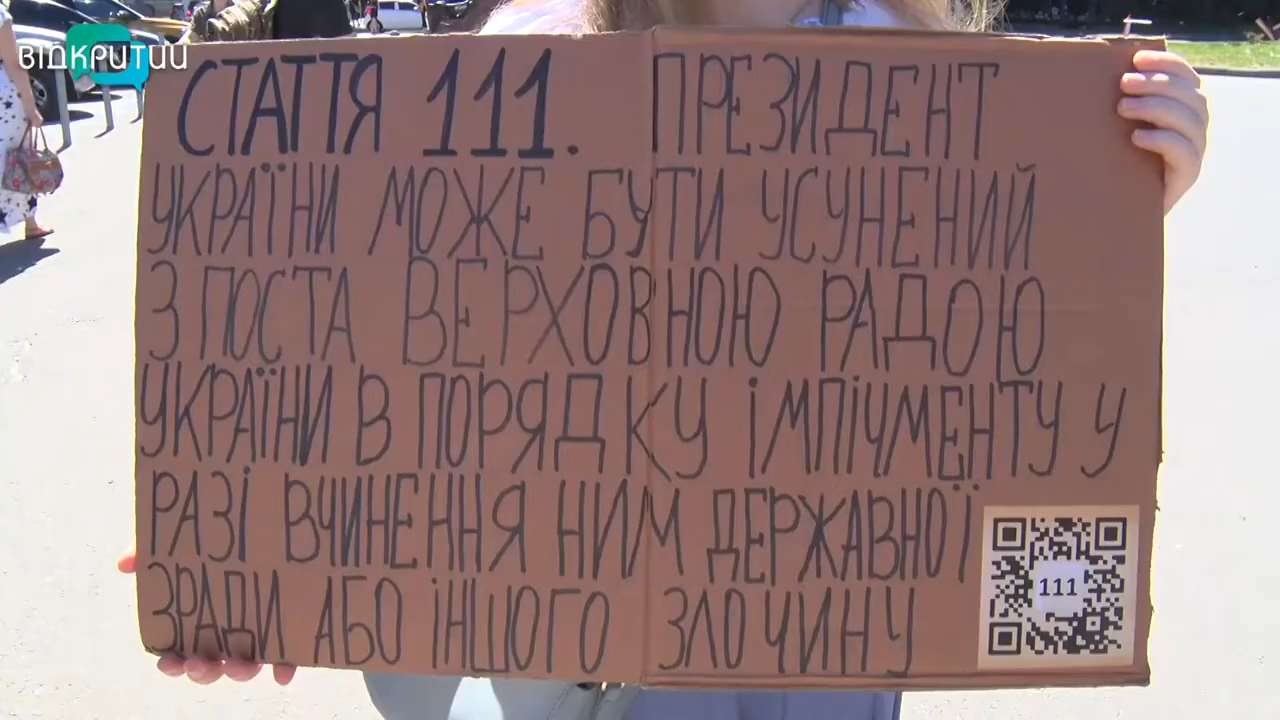 ВІДКРИТИЙ
СТАТТЯ 111. ПРЕЗИДЕНТ
УКРАЇНИ МОЖЕ БУТИ УСУНЕНИЙ
З ПОСТА ВЕРХОВНОЮ РАДОЮ
УКРАЇНИ В ПОРЯДКУ ІМПІЧМЕНТУ У
РАЗІ ВЧИНЕННЯ НИМ ДЕРЖАВНОЇ
ЗРАДИ АБО ІНШОГО ЗЛОЧИНУ
111